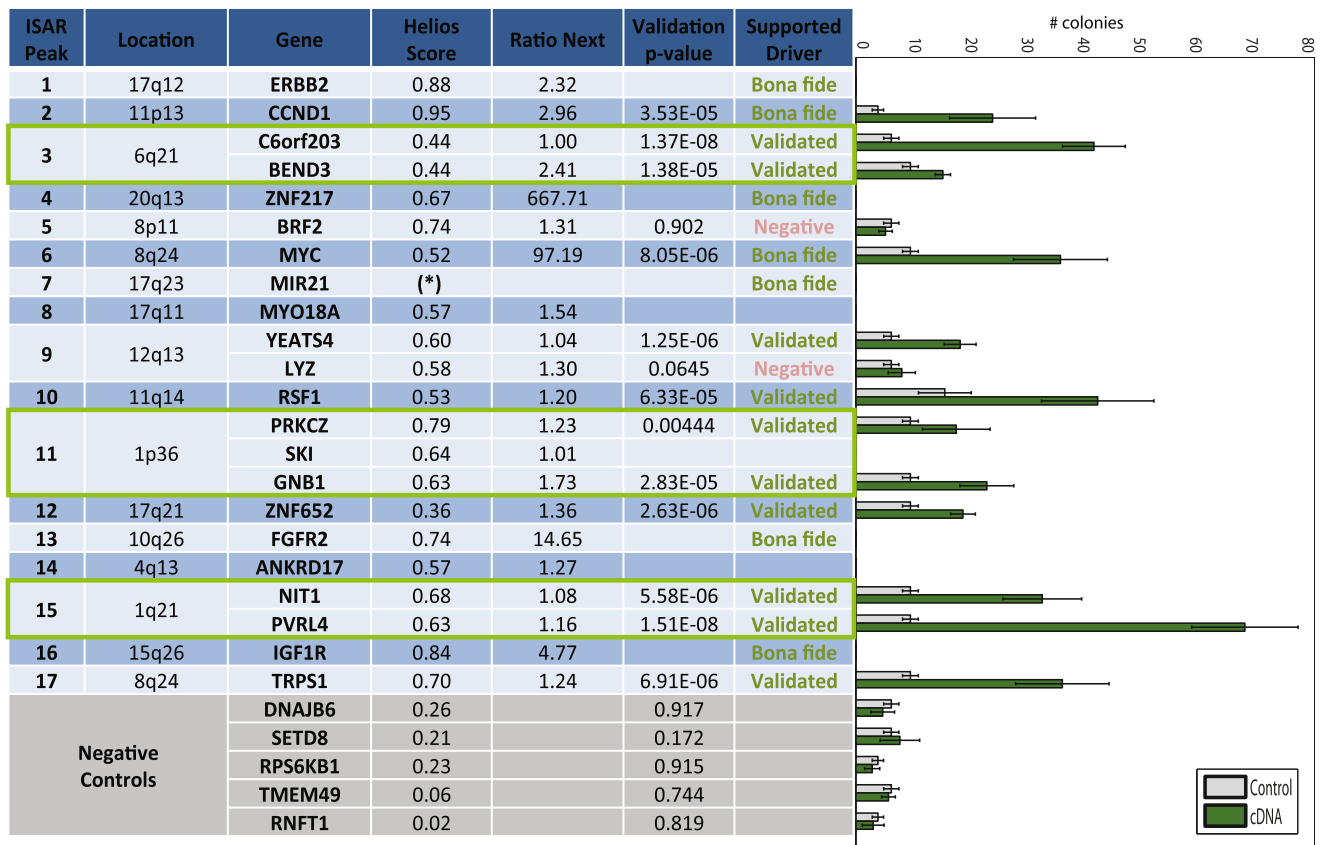 ISAR Peak Location Gene Helios Score Ratio Next Validation p-value Supported Driver
# colonies
0 10 20 30 40 50 60 70 80
1 17q12 ERBB2 0.88 2.32 Bona fide
2 11p13 CCND1 0.95 2.96 3.53E-05 Bona fide
3 6q21 C6orf203 0.44 1.00 1.37E-08 Validated
BEND3 0.44 2.41 1.38E-05 Validated
4 20q13 ZNF217 0.67 667.71 Bona fide
5 8p11 BRF2 0.74 1.31 0.902 Negative
6 8q24 MYC 0.52 97.19 8.05E-06 Bona fide
7 17q23 MIR21 (*) Bona fide
8 17q11 MYO18A 0.57 1.54
9 12q13 YEATS4 0.60 1.04 1.25E-06 Validated
LYZ 0.58 1.30 0.0645 Negative
10 11q14 RSF1 0.53 1.20 6.33E-05 Validated
11 1p36 PRKCZ 0.79 1.23 0.00444 Validated
SKI 0.64 1.01
GNB1 0.63 1.73 2.83E-05 Validated
12 17q21 ZNF652 0.36 1.36 2.63E-06 Validated
13 10q26 FGFR2 0.74 14.65 Bona fide
14 4q13 ANKRD17 0.57 1.27
15 1q21 NIT1 0.68 1.08 5.58E-06 Validated
PVRL4 0.63 1.16 1.51E-08 Validated
16 15q26 IGF1R 0.84 4.77 Bona fide
17 8q24 TRPS1 0.70 1.24 6.91E-06 Validated
Negative Controls
DNAJB6 0.26 0.917
SETD8 0.21 0.172
RPS6KB1 0.23 0.915
TMEM49 0.06 0.744
RNFT1 0.02 0.819
Control
cDNA